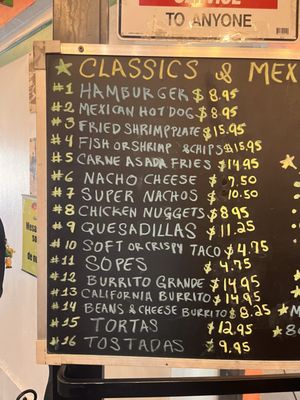 TO ANYONE
★ CLASSICS & MEX
#1 HAMBURGER $8.95
#2 MEXICAN HOT DOG $8.95
#3 FRIED SHRIMP PLATE $15.95
#4 FISH OR SHRIMP &CHIPS $15.95
#5 CARNE ASADA FRIES $14.95
#6 NACHO CHEESE $7.50
#7 SUPER NACHOS $10.50
#8 CHICKEN NUGGETS $8.95
#9 QUESADILLAS $11.25
#10 SOFT OR CRISPY TACO $4.75
#11 SOPES $4.75
#12 BURRITO GRANDE $14.95
#13 CALIFORNIA BURRITO $14.95
#14 BEANS & CHEESE BURRITO $8.25
#15 TORTAS $12.95
#16 TOSTADAS $9.95